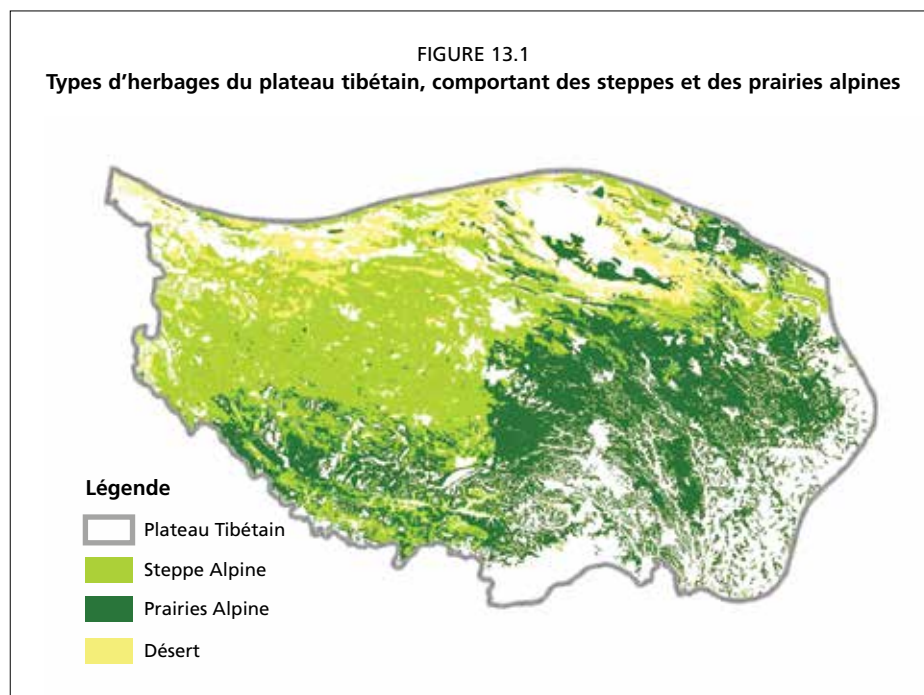 FIGURE 13.1
Types d’herbages du plateau tibétain, comportant des steppes et des prairies alpines
Légende
Plateau Tibétain
Steppe Alpine
Prairies Alpine
Désert